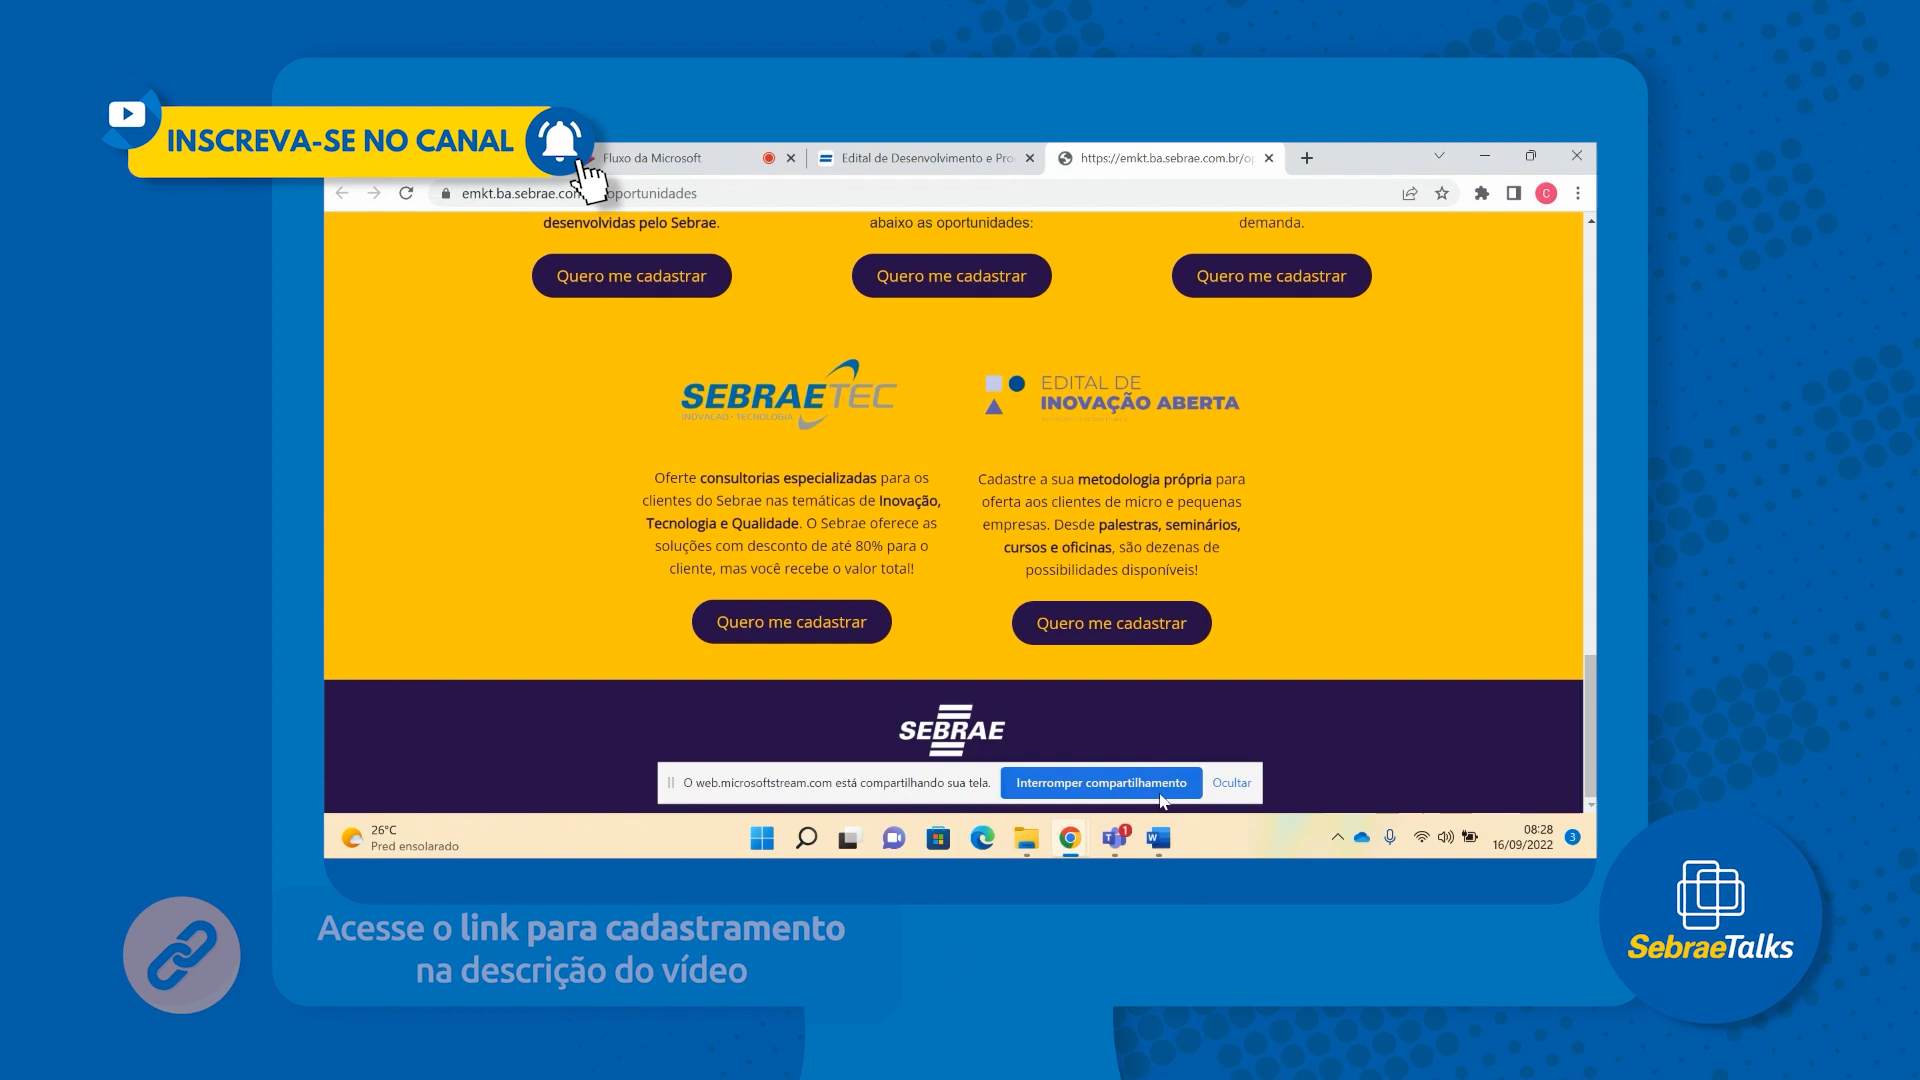 INSCREVA-SE NO CANAL
Fluxo da Microsoft
Edital de Desenvolvimento e Pro
https://emkt.ba.sebrae.com.br/op
emkt.ba.sebrae.com
oportunidades
desenvolvidas pelo Sebrae.
abaixo as oportunidades:
demanda.
Quero me cadastrar
Quero me cadastrar
Quero me cadastrar
SEBRAETEC
INOVAÇÃO • TECNOLOGIA
EDITAL DE
INOVAÇÃO ABERTA
Oferte consultorias especializadas para os
clientes do Sebrae nas temáticas de Inovação,
Tecnologia e Qualidade. O Sebrae oferece as
soluções com desconto de até 80% para o
cliente, mas você recebe o valor total!
Quero me cadastrar
Cadastre a sua metodologia própria para
oferta aos clientes de micro e pequenas
empresas. Desde palestras, seminários,
cursos e oficinas, são dezenas de
possibilidades disponíveis!
Quero me cadastrar
SEBRAE
O web.microsoftstream.com está compartilhando sua tela.
Interromper compartilhamento
Ocultar
26°C
Pred ensolarado
08:28
16/09/2022
3
Acesse o link para cadastramento
na descrição do vídeo
SebraeTalks